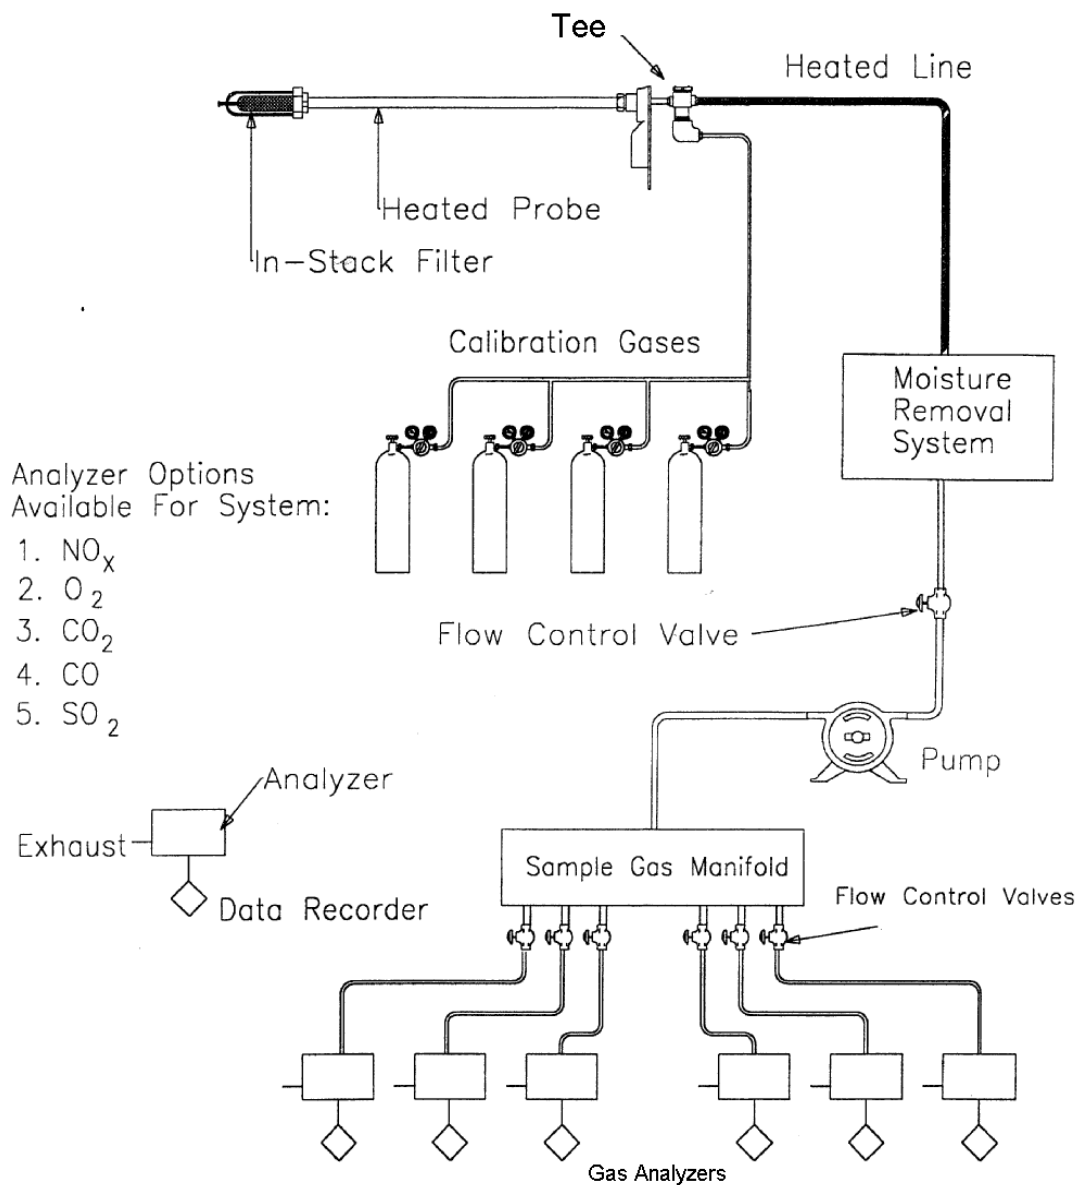 Tee
Heated Line
Heated Probe
In-Stack Filter
Calibration Gases
Moisture
Removal
System
Analyzer Options
Available For System:
1. NOX
2. O2
3. CO2
4. CO
5. SO2
Flow Control Valve
Pump
Analyzer
Exhaust
Data Recorder
Sample Gas Manifold
Flow Control Valves
Gas Analyzers